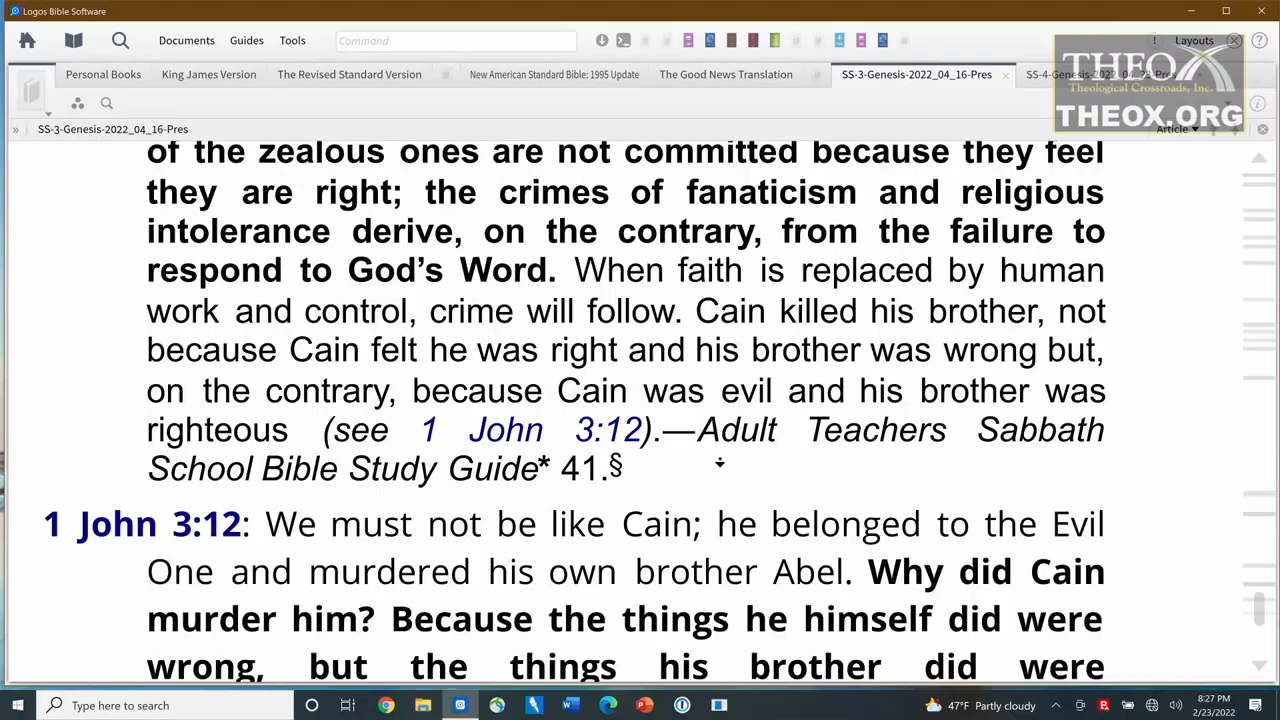 Logos Bible Software
Documents Guides Tools Command Layouts
THEOX
Theological Crossroads, Inc.
THEOX.ORG
Personal Books King James Version The Revised Standard Version New American Standard Bible: 1995 Update The Good News Translation SS-3-Genesis-2022_04_16-Pres SS-4-Genesis-2022_04_23-Pres
SS-3-Genesis-2022_04_16-Pres Article
of the zealous ones are not committed because they feel
they are right; the crimes of fanaticism and religious
intolerance derive, on the contrary, from the failure to
respond to God’s Word. When faith is replaced by human
work and control, crime will follow. Cain killed his brother, not
because Cain felt he was right and his brother was wrong but,
on the contrary, because Cain was evil and his brother was
righteous (see 1 John 3:12).—Adult Teachers Sabbath
School Bible Study Guide* 41.§
1 John 3:12: We must not be like Cain; he belonged to the Evil
One and murdered his own brother Abel. Why did Cain
murder him? Because the things he himself did were
wrong, but the things his brother did were
Type here to search
47°F Partly cloudy
8:27 PM
2/23/2022